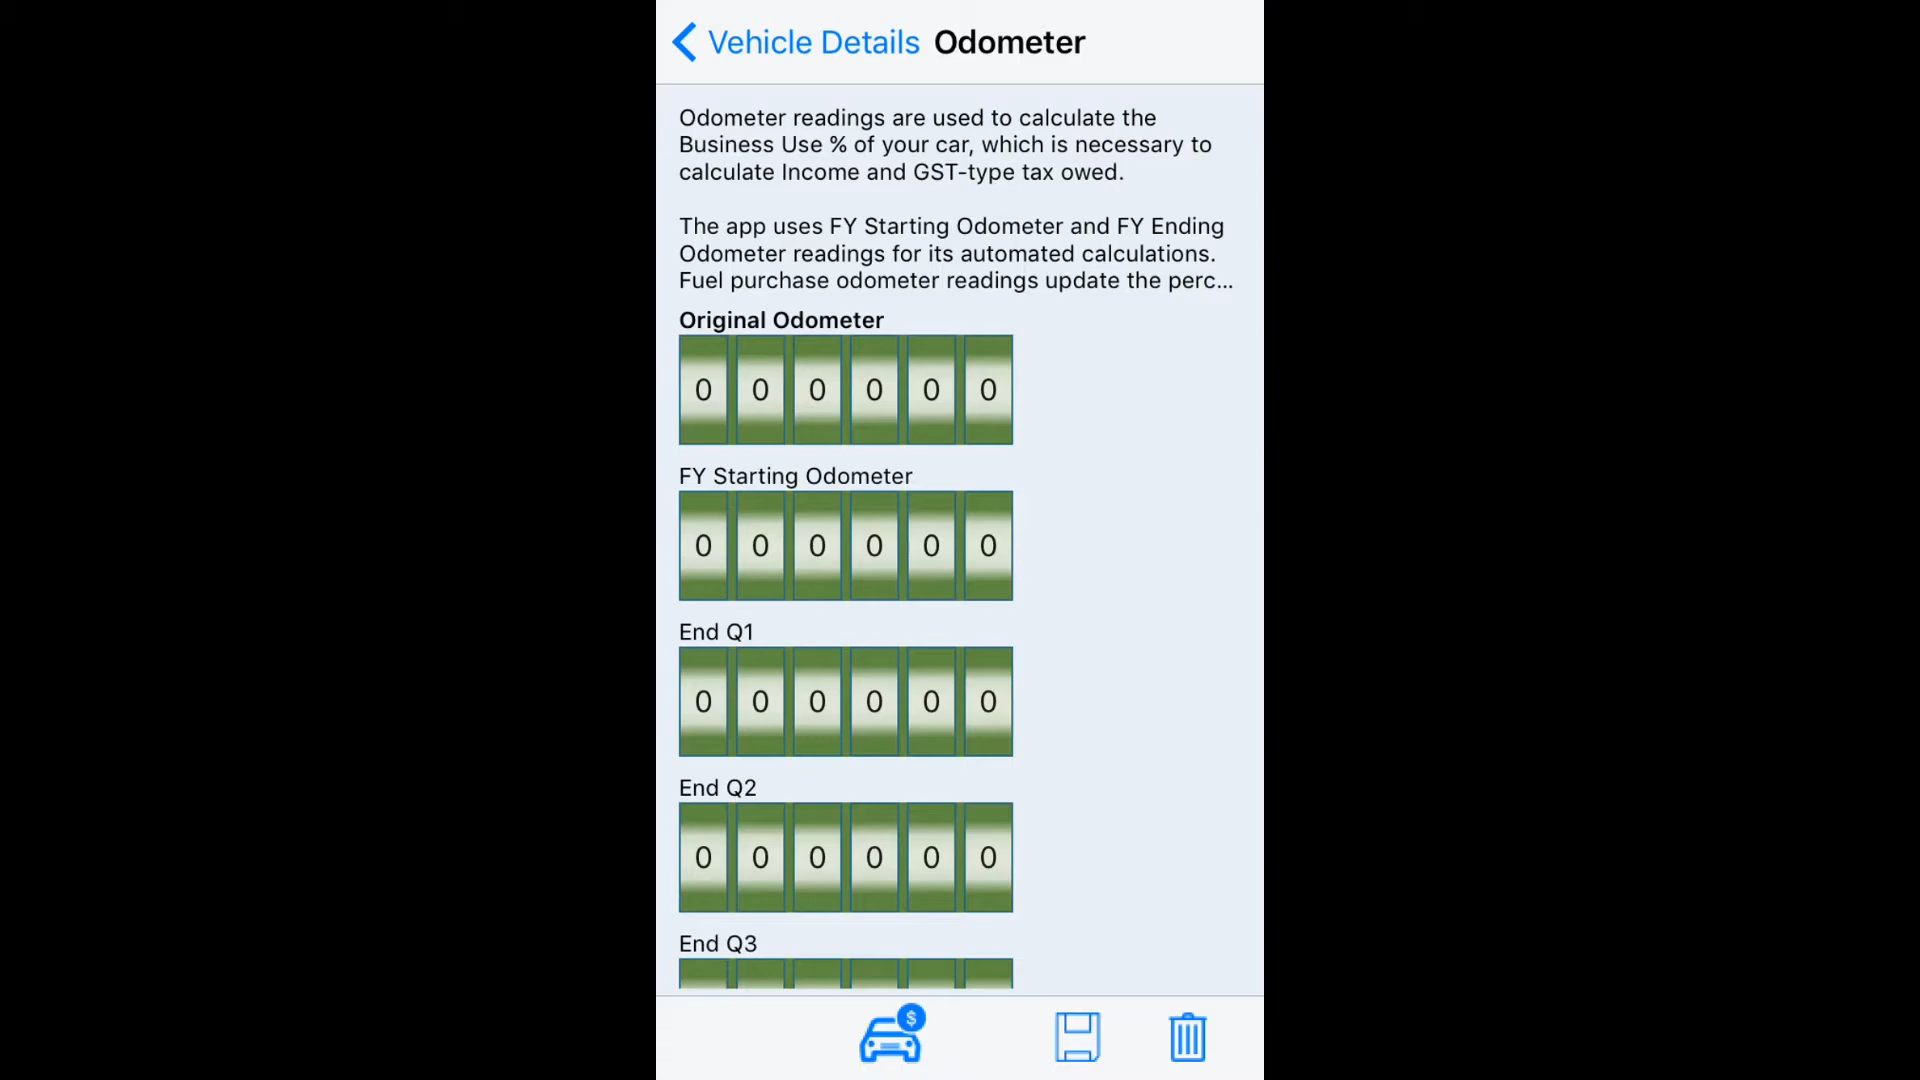 Vehicle Details Odometer
Odometer readings are used to calculate the
Business Use % of your car, which is necessary to
calculate Income and GST-type tax owed.
The app uses FY Starting Odometer and FY Ending
Odometer readings for its automated calculations.
Fuel purchase odometer readings update the perc...
Original Odometer
0 0 0 0 0 0
FY Starting Odometer
0 0 0 0 0 0
End Q1
0 0 0 0 0 0
End Q2
0 0 0 0 0 0
End Q3
$